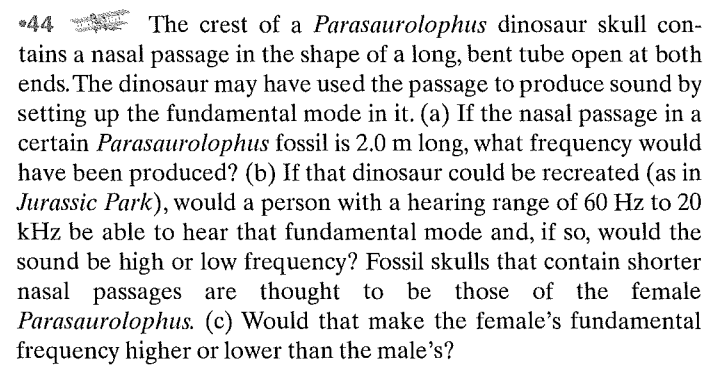 •44 The crest of a Parasaurolophus dinosaur skull con-
tains a nasal passage in the shape of a long, bent tube open at both
ends. The dinosaur may have used the passage to produce sound by
setting up the fundamental mode in it. (a) If the nasal passage in a
certain Parasaurolophus fossil is 2.0 m long, what frequency would
have been produced? (b) If that dinosaur could be recreated (as in
Jurassic Park), would a person with a hearing range of 60 Hz to 20
kHz be able to hear that fundamental mode and, if so, would the
sound be high or low frequency? Fossil skulls that contain shorter
nasal passages are thought to be those of the female
Parasaurolophus. (c) Would that make the female's fundamental
frequency higher or lower than the male's?